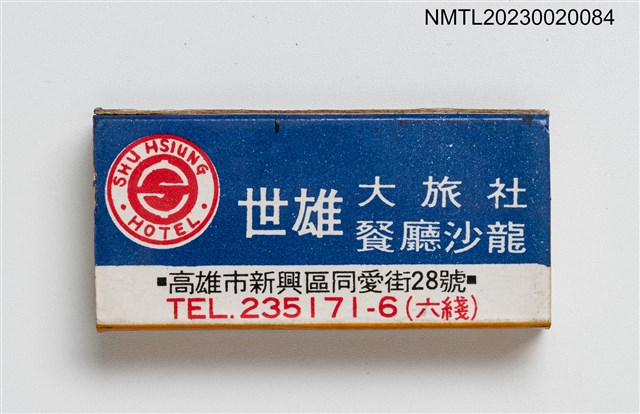 NMTL20230020084
SHU HSIUNG
· HOTEL ·
世雄
大旅社
餐廳沙龍
▪高雄市新興區同愛街28號▪
TEL.235171-6(六綫)